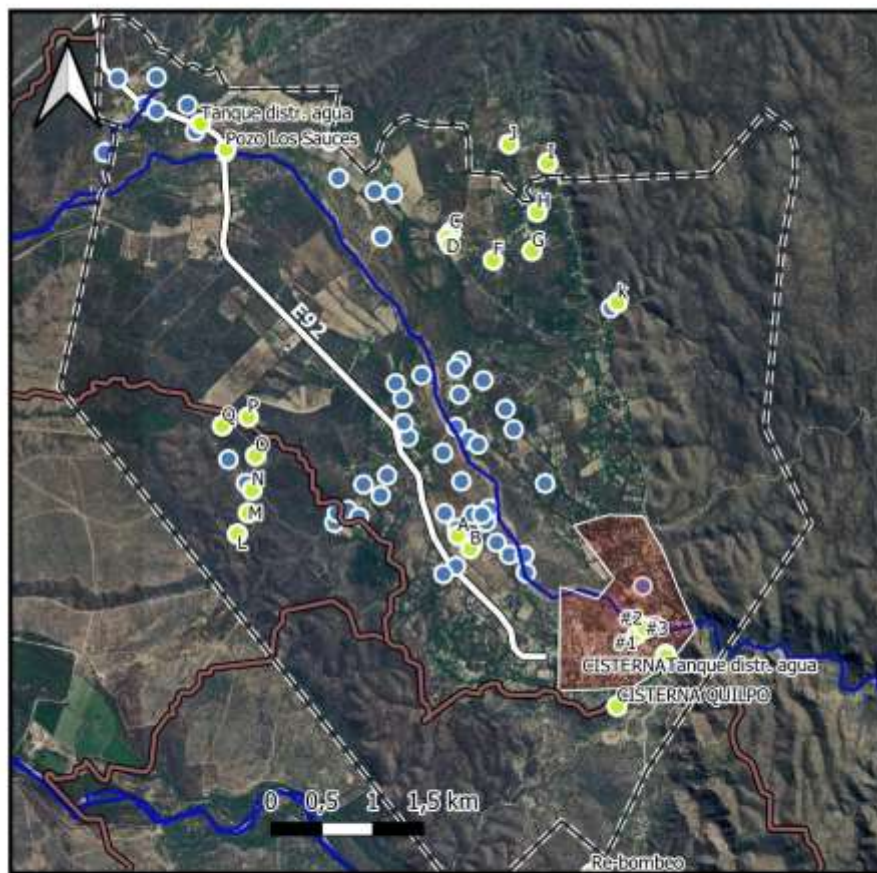 Tanque distr. agua
Pozo Los Sauces
J
I
H
C
D
G
F
k
E92
Q
P
O
N
M
L
A
B
#2
#3
#1
CISTERNA
Tanque distr. agua
CISTERNA QUILPO
0 0,5 1 1,5 km
Re-bombeo